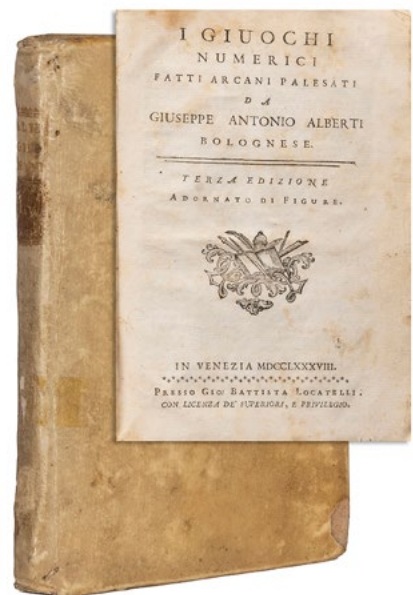 I GIUOCHI
NUMERICI
FATTI ARCANI PALESATI
DA
GIUSEPPE ANTONIO ALBERTI
BOLOGNESE.
TERZA EDIZIONE
ADORNATO DI FIGURE.
IN VENEZIA MDCCLXXXVIII.
PRESSO GIO: BATTISTA LOCATELLI.
CON LICENZA DE' SUPERIORI, E PRIVILEGIO.